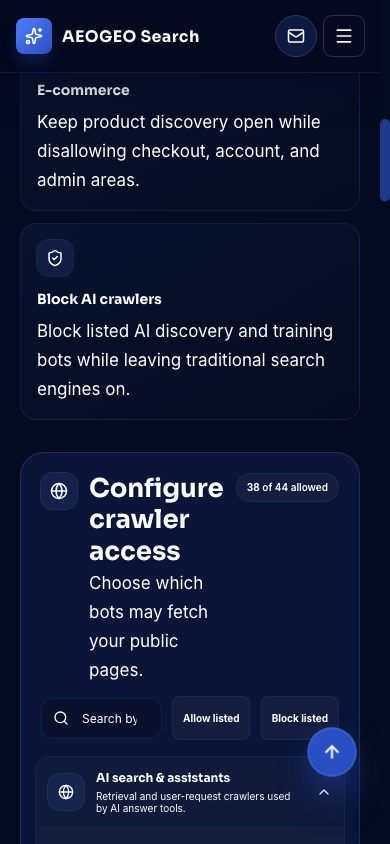 AEOGEO Search
E-commerce
Keep product discovery open while
disallowing checkout, account, and
admin areas.
Block AI crawlers
Block listed AI discovery and training
bots while leaving traditional search
engines on.
Configure
crawler
access
38 of 44 allowed
Choose which
bots may fetch
your public
pages.
Search by
Allow listed
Block listed
AI search & assistants
Retrieval and user-request crawlers used
by AI answer tools.